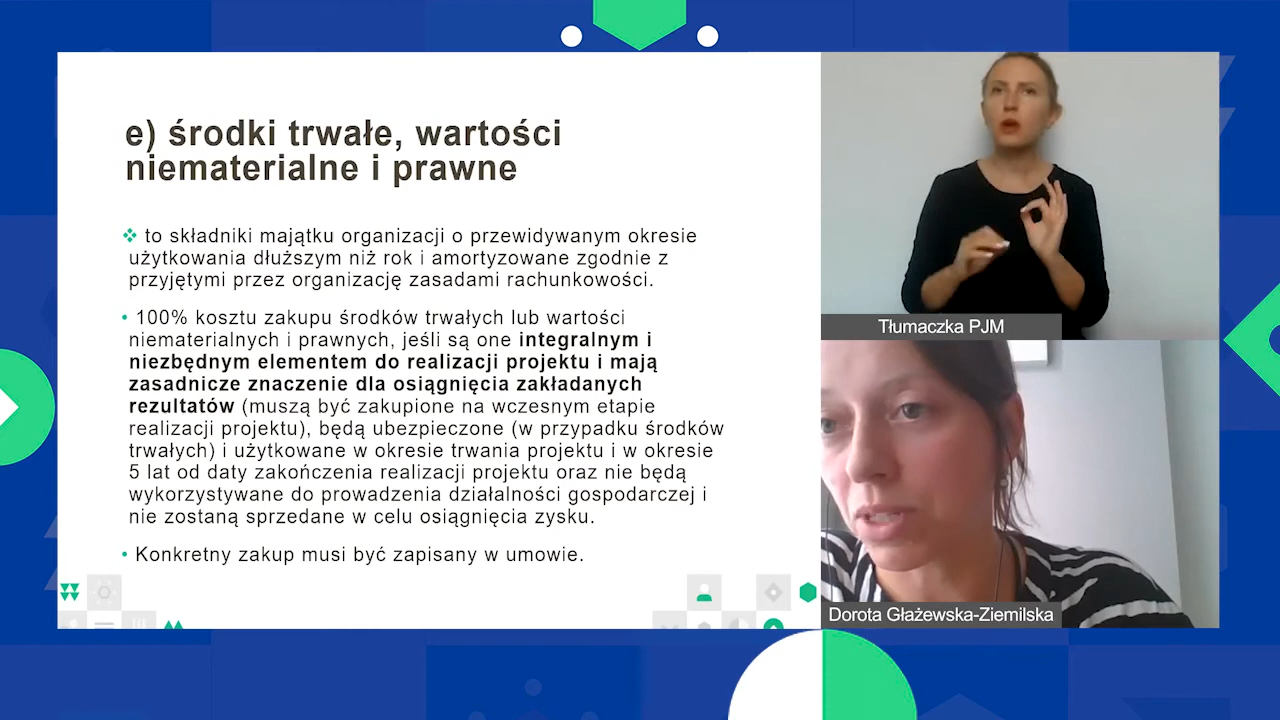 e) środki trwałe, wartości
niematerialne i prawne
to składniki majątku organizacji o przewidywanym okresie
użytkowania dłuższym niż rok i amortyzowane zgodnie z
przyjętymi przez organizację zasadami rachunkowości.
• 100% kosztu zakupu środków trwałych lub wartości
niematerialnych i prawnych, jeśli są one integralnym i
niezbędnym elementem do realizacji projektu i mają
zasadnicze znaczenie dla osiągnięcia zakładanych
rezultatów (muszą być zakupione na wczesnym etapie
realizacji projektu), będą ubezpieczone (w przypadku środków
trwałych) i użytkowane w okresie trwania projektu i w okresie
5 lat od daty zakończenia realizacji projektu oraz nie będą
wykorzystywane do prowadzenia działalności gospodarczej i
nie zostaną sprzedane w celu osiągnięcia zysku.
• Konkretny zakup musi być zapisany w umowie.
Tłumaczka PJM
Dorota Głażewska-Ziemilska